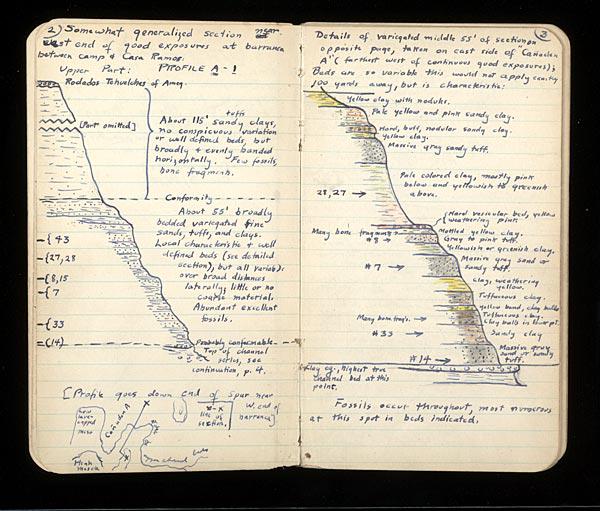 2) Somewhat generalized section near
east end of good exposures at barranca
between camp & Casa Ramos:
Upper Part: PROFILE A-1
Rodados Tehuelches of Amegh.
[Part omitted]
About 115' tuffs
sandy clays,
no conspicuous variation
or well defined beds, but
broadly & evenly banded
horizontally. Few fossils,
bone fragments.
Conformity
About 55' broadly
bedded variegated fine
sands, tuffs, and clays.
Local characteristic & well
defined beds (see detailed
section), but all variable
over broad distances
laterally, little or no
coarse material.
Abundant excellent
fossils.
{43
{27,28
{8,15
{7
{33
{(14)
Probably conformable.
Top of channel
series, see
continuation, p. 4.
[Profile goes down end of spur near
W. end of
barranca]
x-x
line of
section.
Cañadon A
High
3
Details of variegated middle 55' of section on
opposite page, taken on east side of "Cañadon
A" (farthest west of continuous good exposures);
Beds are so variable this would not apply exactly
100 yards away, but is characteristic:
Yellow clay with nodules.
Pale yellow and pink sandy clay.
Hard, buff, nodular sandy clay.
Yellow clay.
Massive gray sandy tuff.
Pale colored clay, mostly pink
below and yellowish to greenish
above.
28,27 →
{Hard vesicular bed, yellow
weathering pink.
Many bone fragments
#8 →
Mottled yellow clay.
Gray to pink tuff.
Yellowish or greenish clay.
Massive gray sand or
sandy tuff.
#7 →
Clay, weathering
yellow.
Tuffaceous clay.
yellow band, clay balls
Tuffaceous clay.
Clay balls in lower pt.
Many bone frags. →
#33 →
Sandy clay
Massive gray
sand or sandy
tuff.
#14 →
Clay cg., highest true
channel bed at this
point.
Fossils occur throughout, most numerous
at this spot in beds indicated.